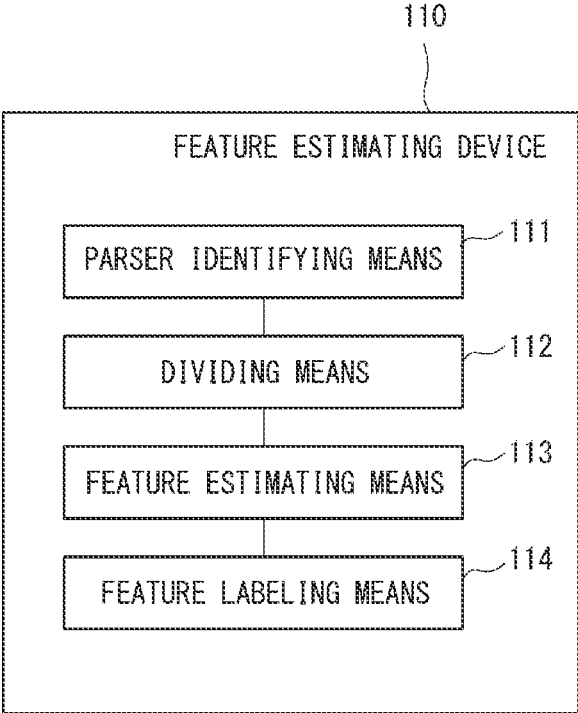 110
FEATURE ESTIMATING DEVICE
PARSER IDENTIFYING MEANS
111
DIVIDING MEANS
112
FEATURE ESTIMATING MEANS
113
FEATURE LABELING MEANS
114